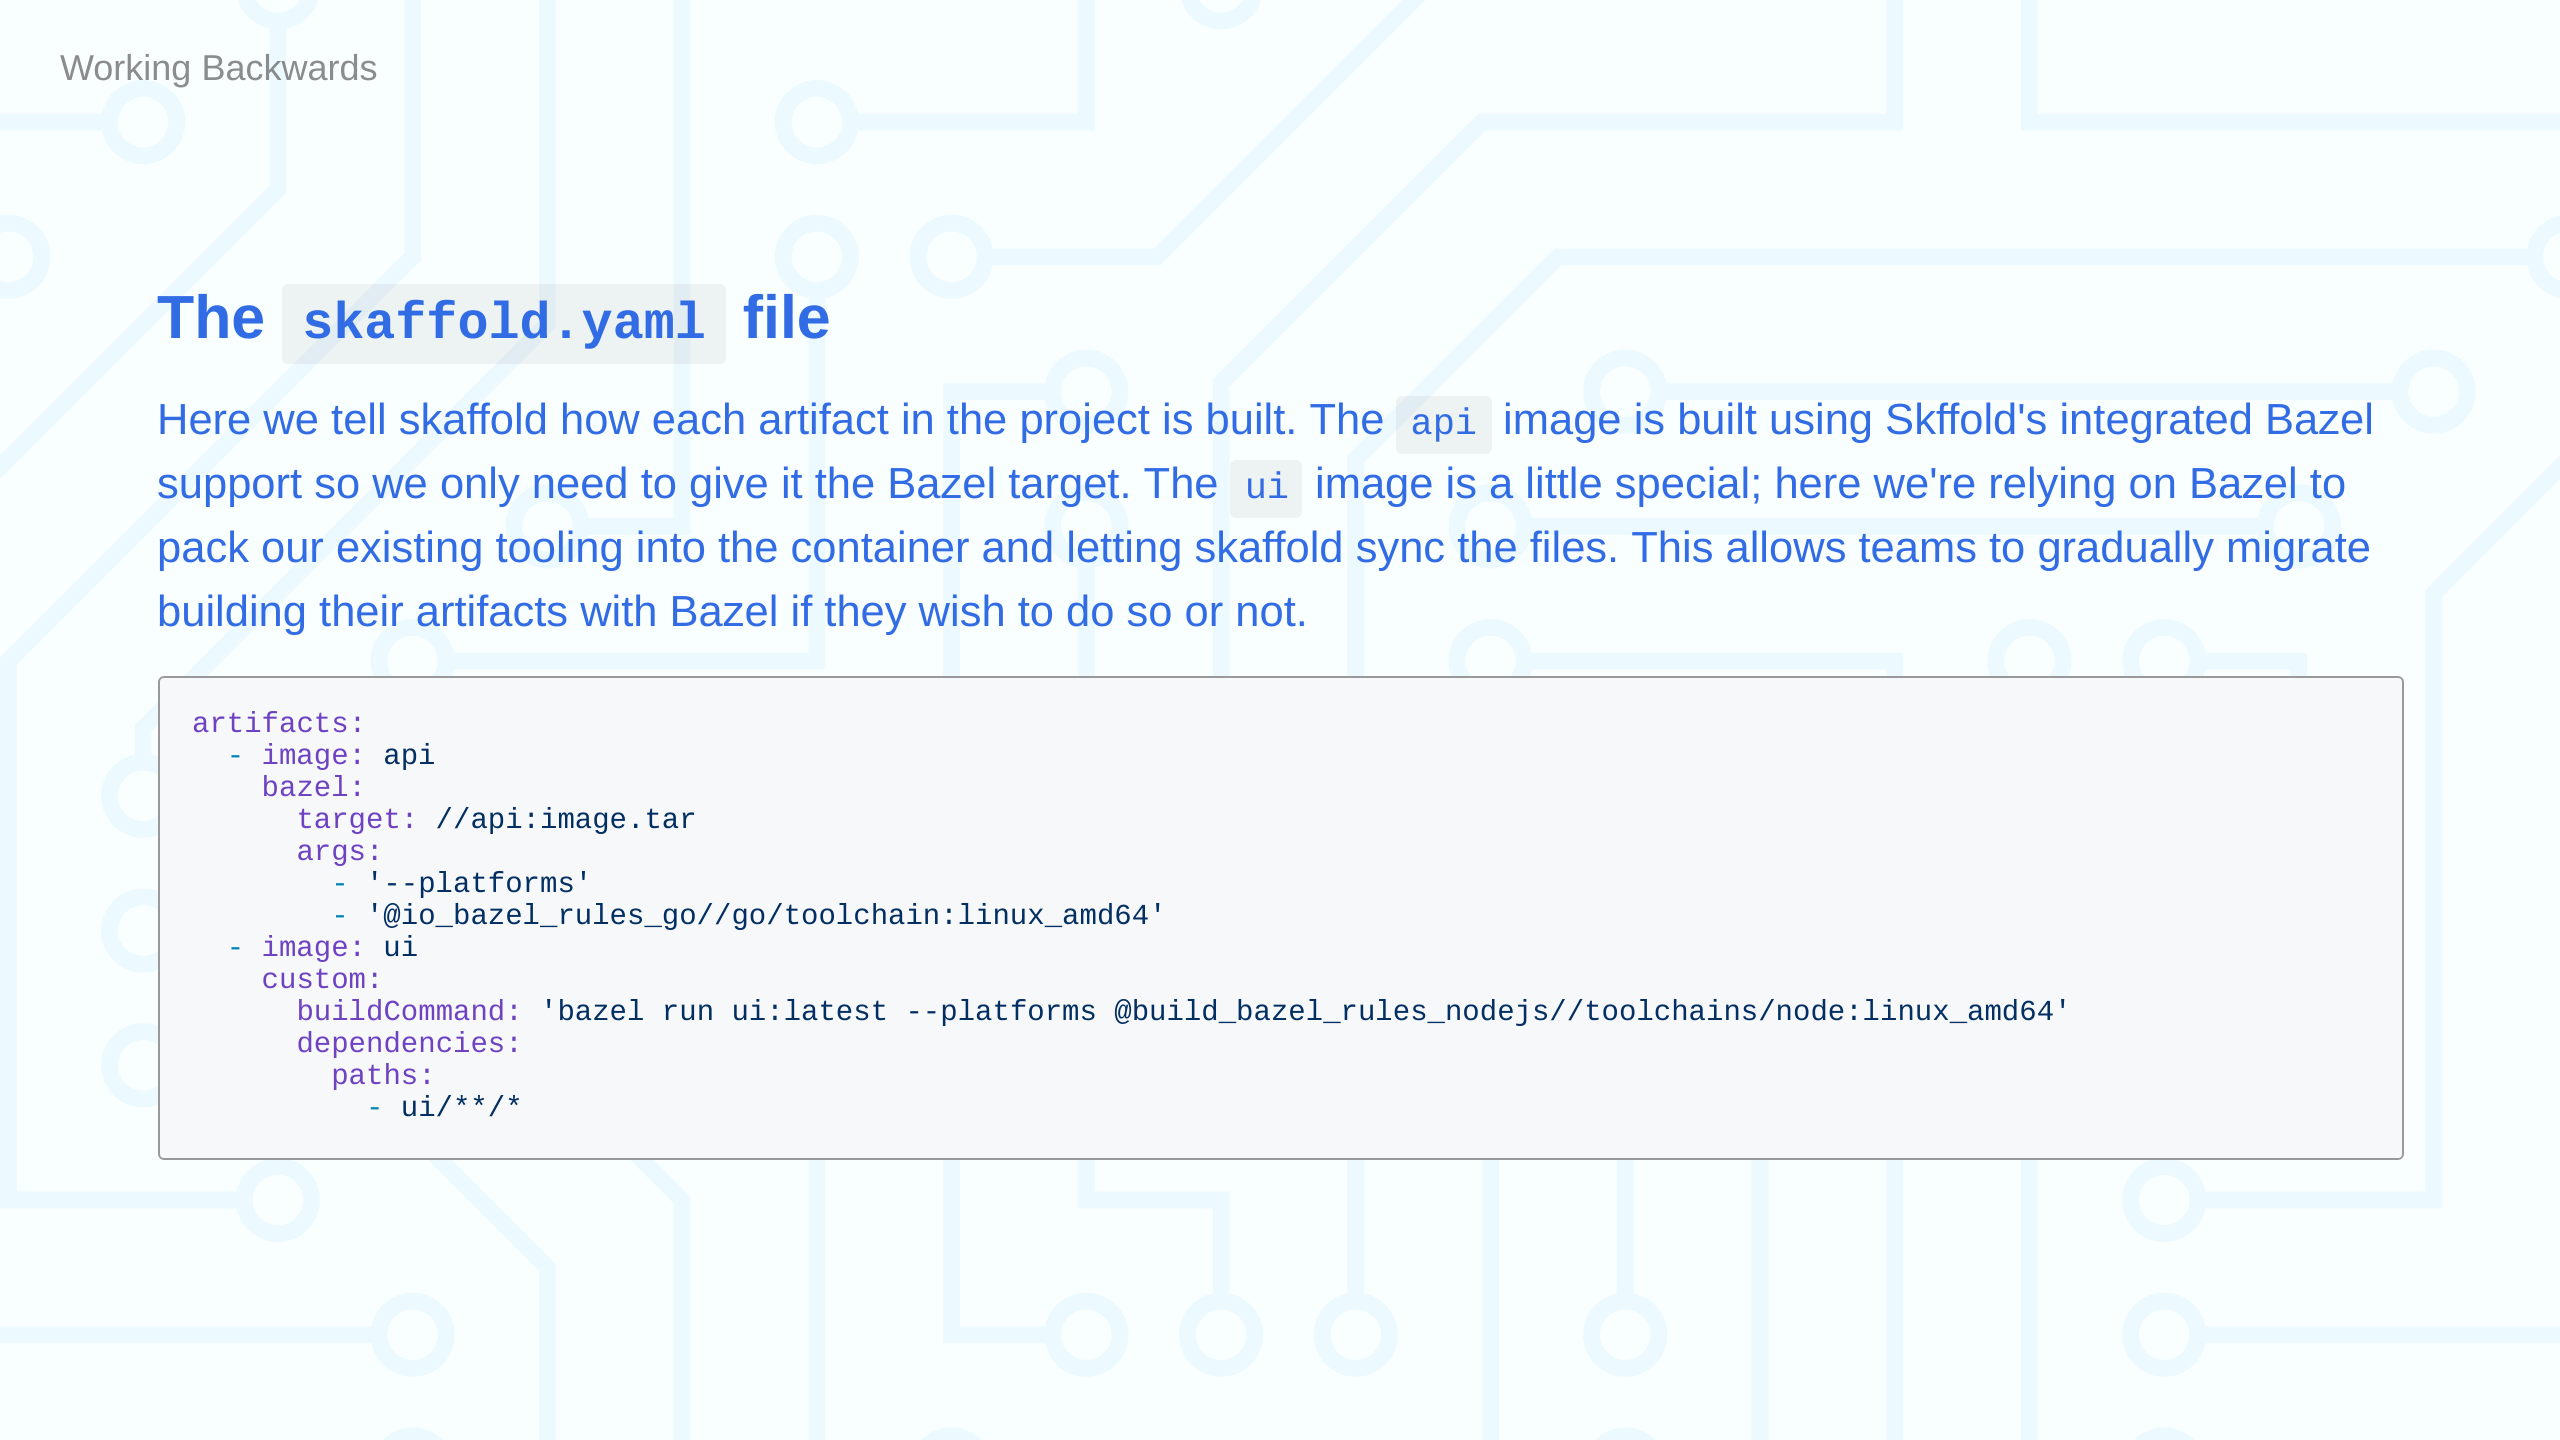 Working Backwards
The skaffold.yaml file
Here we tell skaffold how each artifact in the project is built. The api image is built using Skffold's integrated Bazel
support so we only need to give it the Bazel target. The ui image is a little special; here we're relying on Bazel to
pack our existing tooling into the container and letting skaffold sync the files. This allows teams to gradually migrate
building their artifacts with Bazel if they wish to do so or not.
artifacts:
  - image: api
    bazel:
      target: //api:image.tar
      args:
        - '--platforms'
        - '@io_bazel_rules_go//go/toolchain:linux_amd64'
  - image: ui
    custom:
      buildCommand: 'bazel run ui:latest --platforms @build_bazel_rules_nodejs//toolchains/node:linux_amd64'
      dependencies:
        paths:
          - ui/**/*